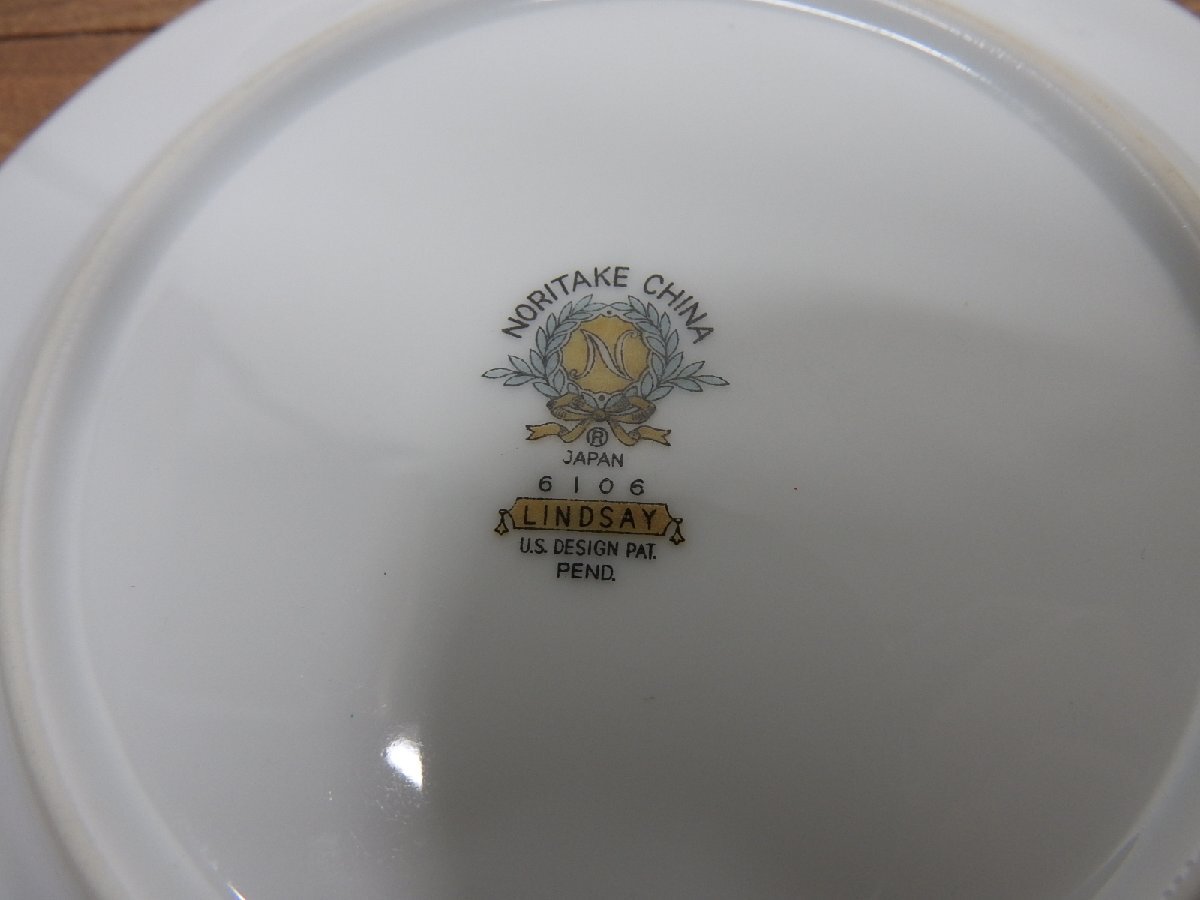 NORITAKE CHINA
N
®
JAPAN
6106
LINDSAY
U.S. DESIGN PAT.
PEND.